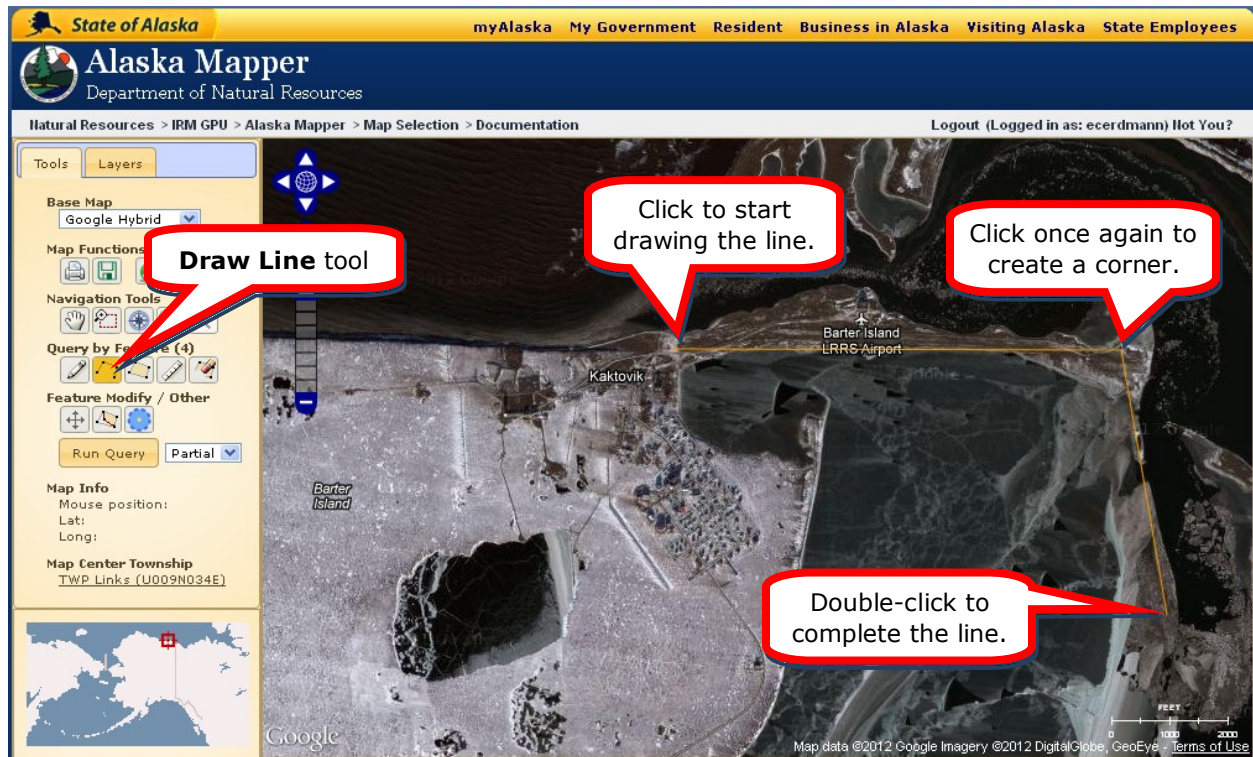 State of Alaska
myAlaska My Government Resident Business in Alaska Visiting Alaska State Employees
Alaska Mapper
Department of Natural Resources
Natural Resources > IRM GPU > Alaska Mapper > Map Selection > Documentation
Logout (Logged in as: ecerdmann) Not You?
Tools Layers
Base Map
Google Hybrid
Map Functions
Draw Line tool
Navigation Tools
Query by Feature (4)
Feature Modify / Other
Run Query Partial
Map Info
Mouse position:
Lat:
Long:
Map Center Township
TWP Links (U009N034E)
Click to start
drawing the line.
Click once again to
create a corner.
Barter Island
LRRS Airport
Kaktovik
Barter
Island
Double-click to
complete the line.
FEET
0 1000 2000
Google
Map data ©2012 Google Imagery ©2012 DigitalGlobe, GeoEye - Terms of Use